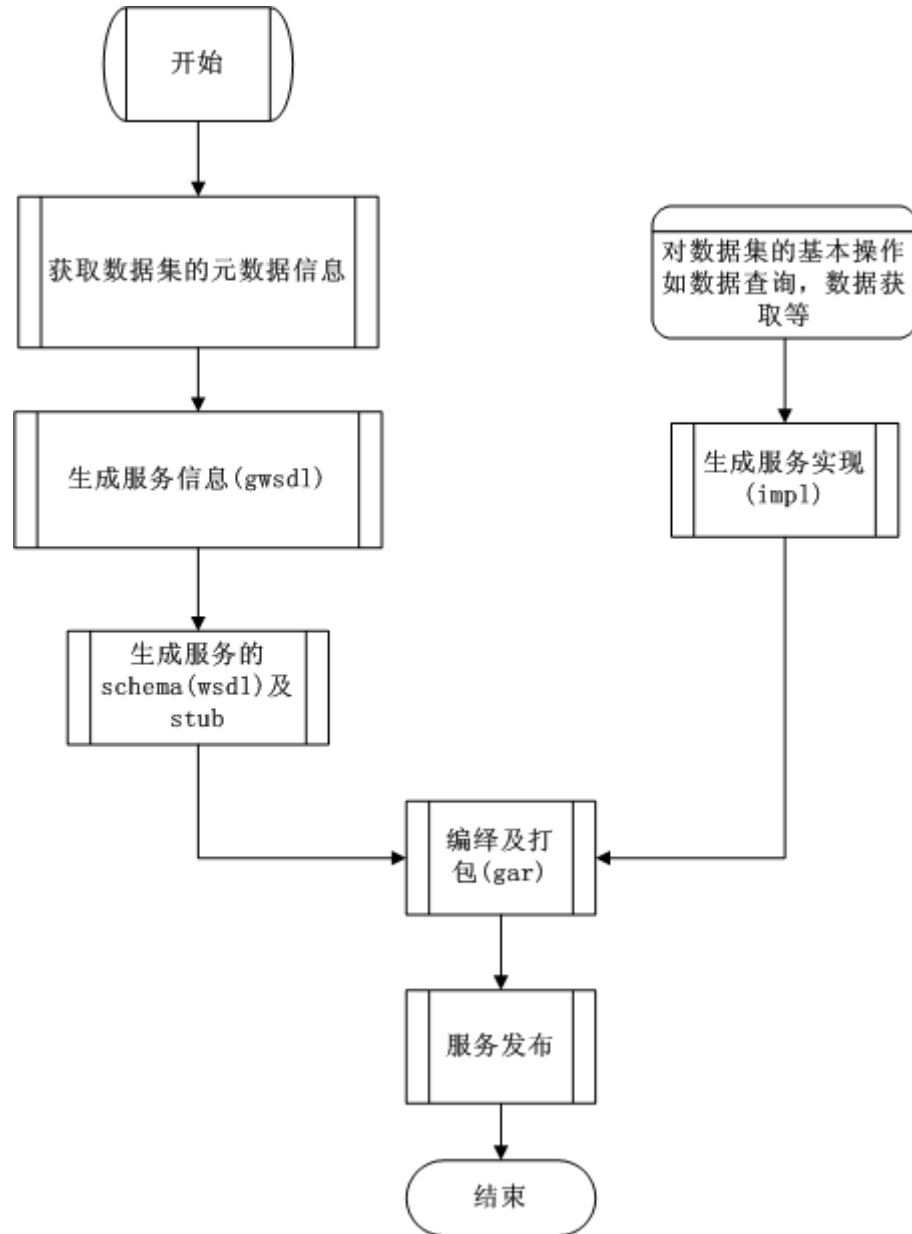 开始
获取数据集的元数据信息
对数据集的基本操作
如数据查询，数据获
取等
生成服务信息(gwsdl)
生成服务实现
(impl)
生成服务的
schema(wsdl)及
stub
编绎及打
包(gar)
服务发布
结束